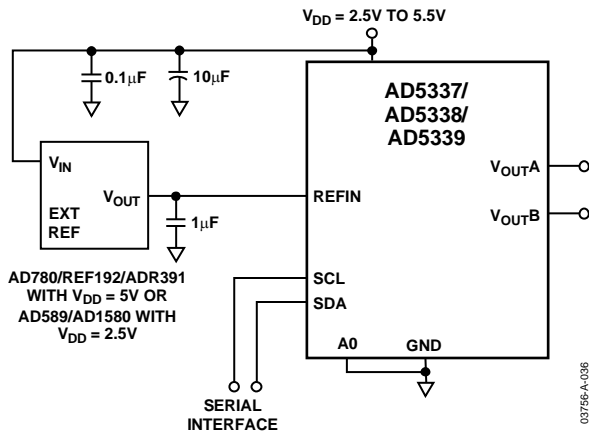 V_DD = 2.5V TO 5.5V
0.1μF
10μF
AD5337/
AD5338/
AD5339
V_IN
V_OUT
EXT
REF
1μF
REFIN
V_OUTA
V_OUTB
AD780/REF192/ADR391
WITH V_DD = 5V OR
AD589/AD1580 WITH
V_DD = 2.5V
SCL
SDA
A0
GND
SERIAL
INTERFACE
03756-A-036